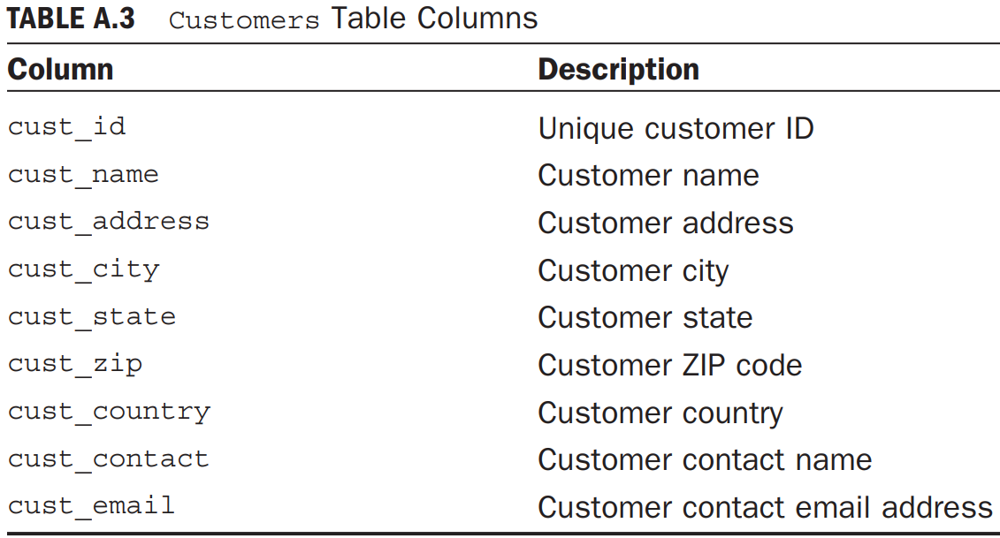 TABLE A.3 Customers Table Columns
Column Description
cust_id Unique customer ID
cust_name Customer name
cust_address Customer address
cust_city Customer city
cust_state Customer state
cust_zip Customer ZIP code
cust_country Customer country
cust_contact Customer contact name
cust_email Customer contact email address